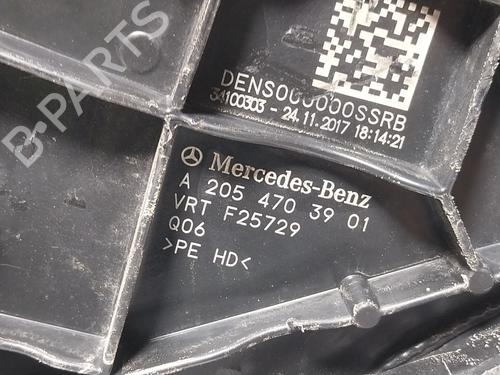 B-PARTS
DENSO000000SSRB
34100303 - 24.11.2017 18:14:21
Mercedes-Benz
A 205 470 39 01
VRT F25729
Q06
>PE HD<